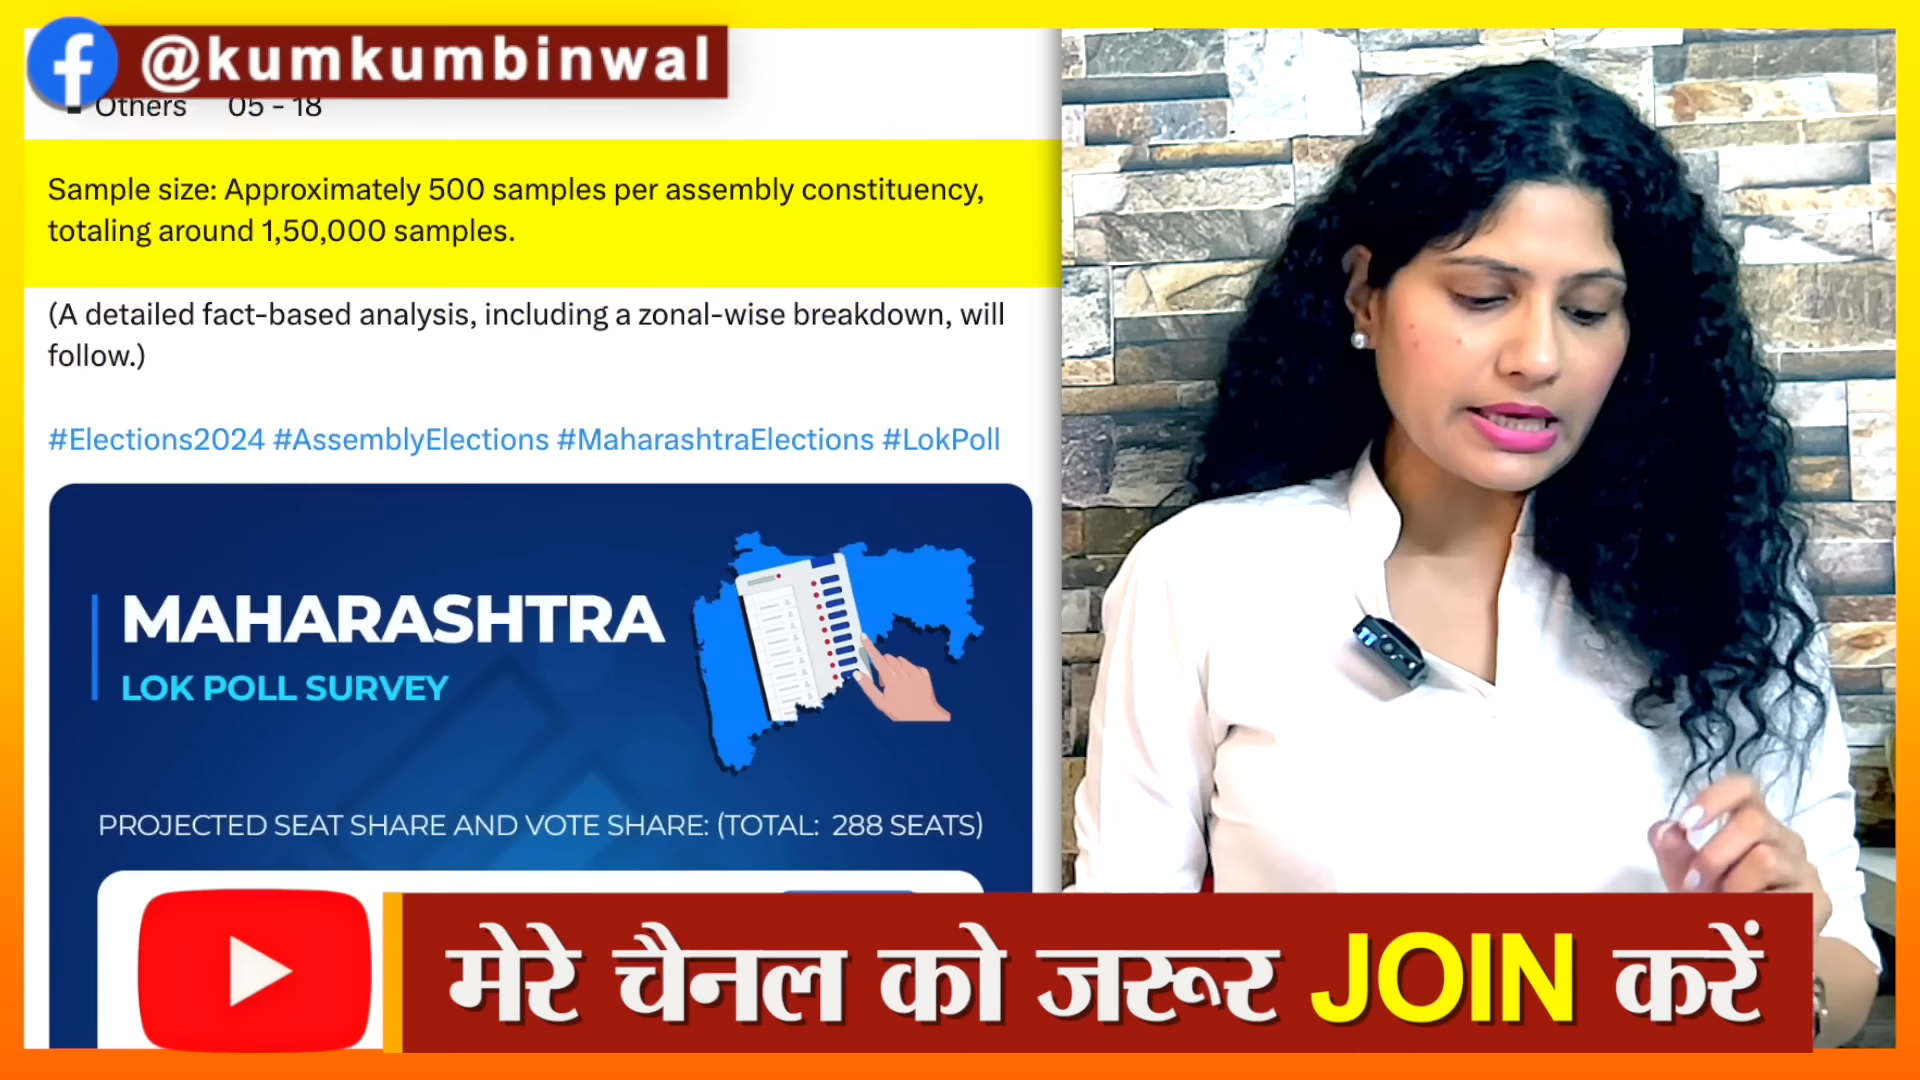 @kumkumbinwal
Others 05 - 18
Sample size: Approximately 500 samples per assembly constituency,
totaling around 1,50,000 samples.
(A detailed fact-based analysis, including a zonal-wise breakdown, will
follow.)
#Elections2024 #AssemblyElections #MaharashtraElections #LokPoll
MAHARASHTRA
LOK POLL SURVEY
PROJECTED SEAT SHARE AND VOTE SHARE: (TOTAL: 288 SEATS)
मेरे चैनल को जरूर JOIN करें